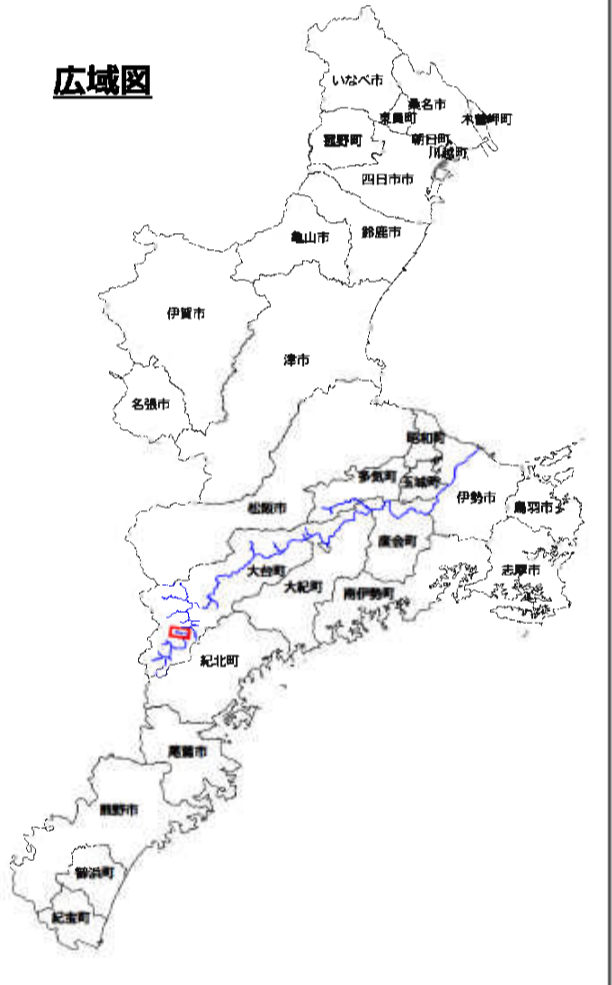 広域図
いなべ市
桑名市
東員町
木曽岬町
菰野町
朝日町
川越町
四日市市
亀山市
鈴鹿市
伊賀市
津市
名張市
昭和町
多気町
玉城町
松阪市
伊勢市
鳥羽市
度会町
大台町
志摩市
大紀町
南伊勢町
紀北町
尾鷲市
熊野市
御浜町
紀宝町